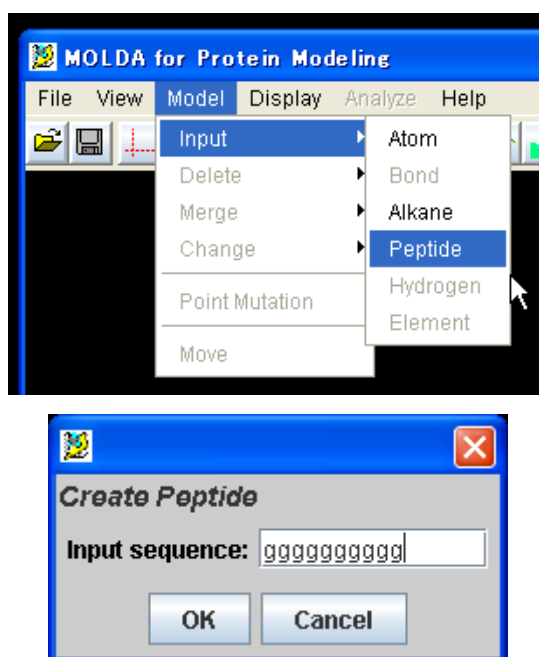 MOLDA for Protein Modeling
File View Model Display Analyze Help
Input
Delete
Merge
Change
Point Mutation
Move
Atom
Bond
Alkane
Peptide
Hydrogen
Element
Create Peptide
Input sequence: gggggggggg
OK Cancel